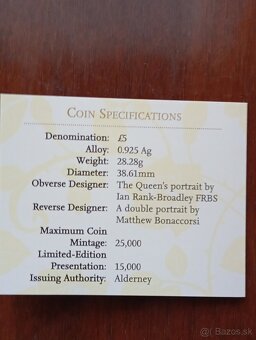 COIN SPECIFICATIONS
Denomination: £5
Alloy: 0.925 Ag
Weight: 28.28g
Diameter: 38.61mm
Obverse Designer: The Queen's portrait by
Ian Rank-Broadley FRBS
Reverse Designer: A double portrait by
Matthew Bonaccorsi
Maximum Coin
Mintage: 25,000
Limited-Edition
Presentation: 15,000
Issuing Authority: Alderney
Bazos.sk